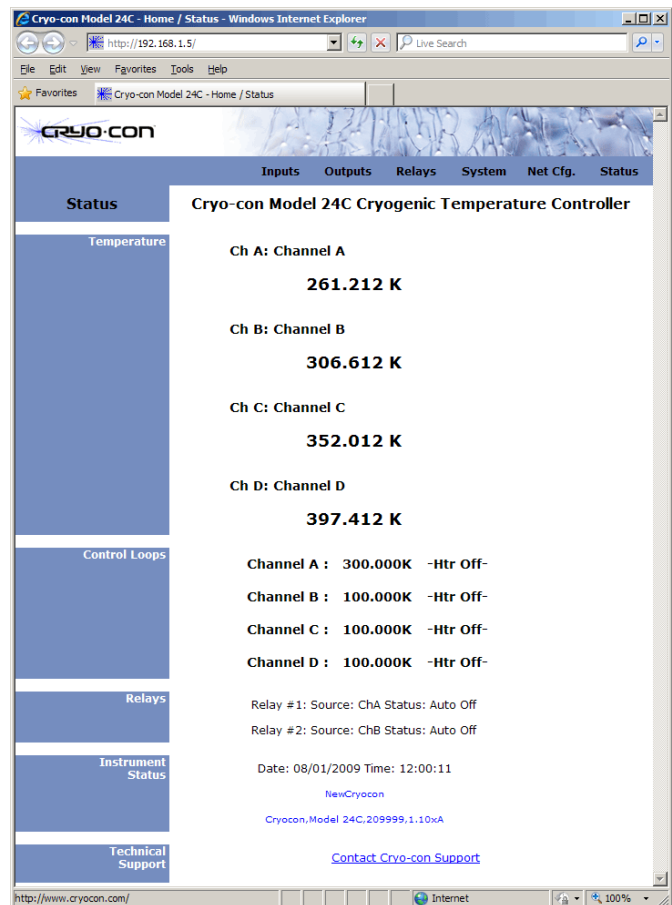 Cryo-con Model 24C - Home / Status - Windows Internet Explorer
http://192.168.1.5/
Live Search
File Edit View Favorites Tools Help
Favorites
Cryo-con Model 24C - Home / Status
CRYO·CON
Inputs Outputs Relays System Net Cfg. Status
Status
Cryo-con Model 24C Cryogenic Temperature Controller
Temperature
Ch A: Channel A
261.212 K
Ch B: Channel B
306.612 K
Ch C: Channel C
352.012 K
Ch D: Channel D
397.412 K
Control Loops
Channel A : 300.000K -Htr Off-
Channel B : 100.000K -Htr Off-
Channel C : 100.000K -Htr Off-
Channel D : 100.000K -Htr Off-
Relays
Relay #1: Source: ChA Status: Auto Off
Relay #2: Source: ChB Status: Auto Off
Instrument
Status
Date: 08/01/2009 Time: 12:00:11
NewCryocon
Cryocon,Model 24C,209999,1.10xA
Technical
Support
Contact Cryo-con Support
http://www.cryocon.com/
Internet
100%